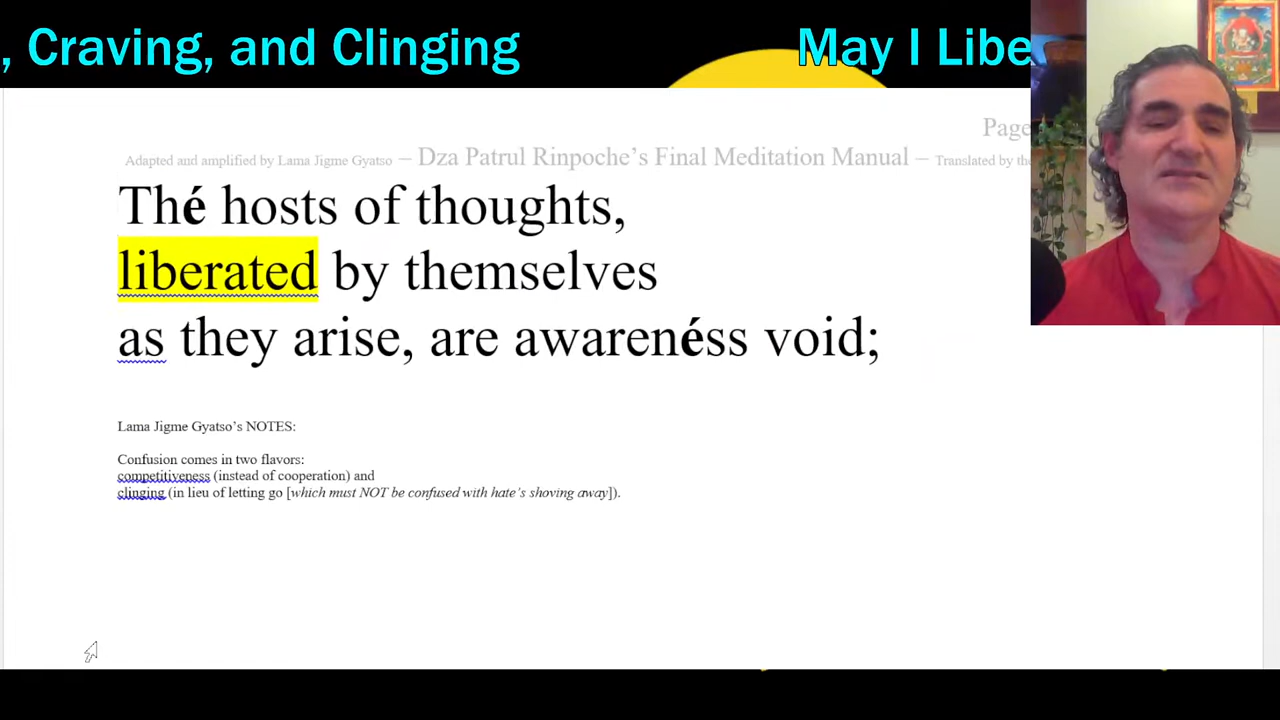 , Craving, and Clinging May I Libe
Page
Adapted and amplified by Lama Jigme Gyatso – Dza Patrul Rinpoche’s Final Meditation Manual – Translated by the
Thé hosts of thoughts,
liberated by themselves
as they arise, are awarenéss void;
Lama Jigme Gyatso’s NOTES:
Confusion comes in two flavors:
competitiveness (instead of cooperation) and
clinging (in lieu of letting go [which must NOT be confused with hate’s shoving away]).